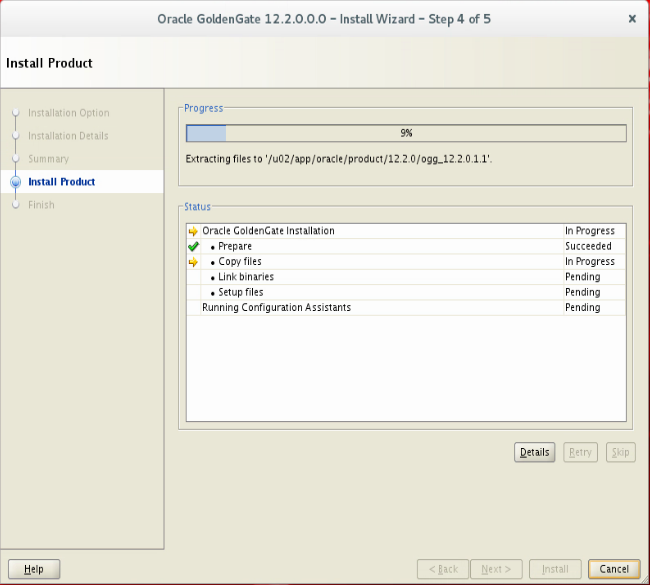 Oracle GoldenGate 12.2.0.0.0 - Install Wizard - Step 4 of 5
x
Install Product
Installation Option
Installation Details
Summary
Install Product
Finish
Progress
9%
Extracting files to '/u02/app/oracle/product/12.2.0/ogg_12.2.0.1.1'.
Status
Oracle GoldenGate Installation In Progress
• Prepare Succeeded
• Copy files In Progress
• Link binaries Pending
• Setup files Pending
Running Configuration Assistants Pending
Details Retry Skip
Help < Back Next > Install Cancel